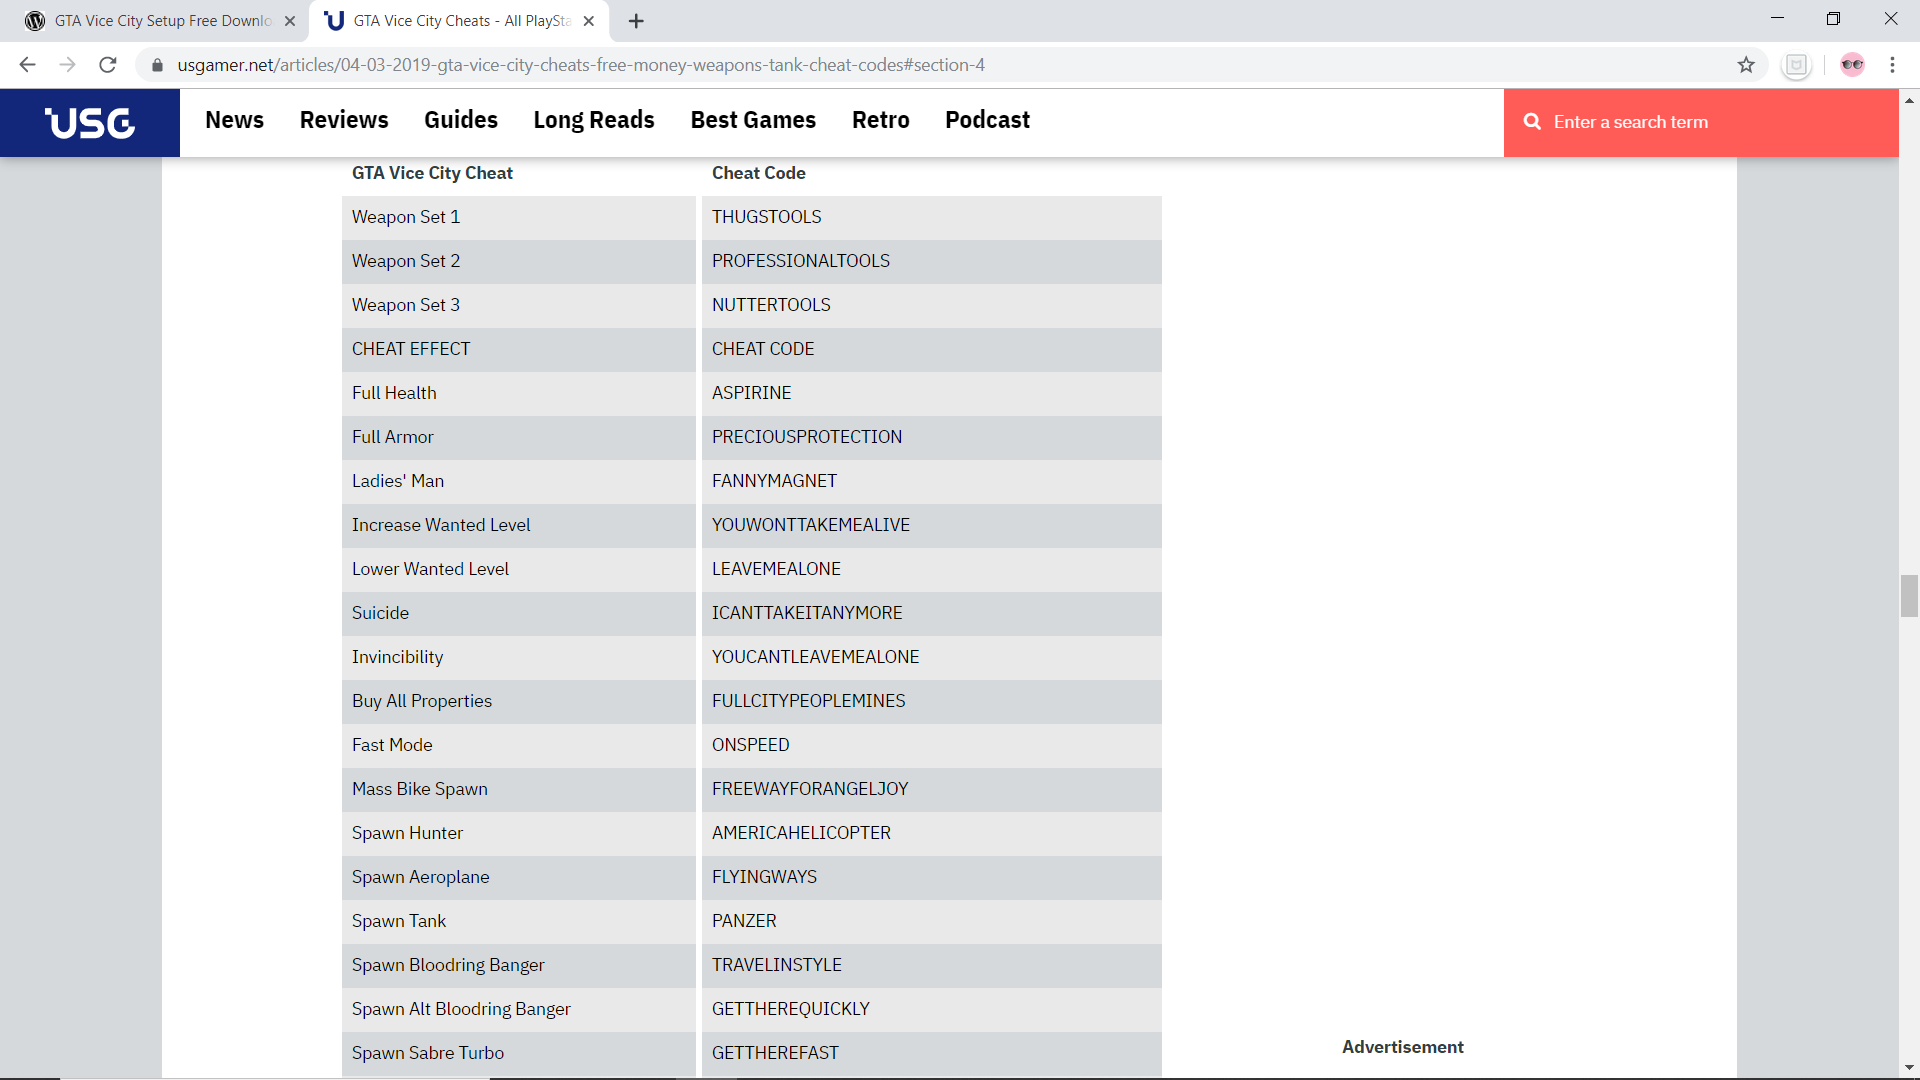 GTA Vice City Setup Free Downlo
GTA Vice City Cheats - All PlaySta
usgamer.net/articles/04-03-2019-gta-vice-city-cheats-free-money-weapons-tank-cheat-codes#section-4
USG News Reviews Guides Long Reads Best Games Retro Podcast Enter a search term
GTA Vice City Cheat Cheat Code
Weapon Set 1 THUGSTOOLS
Weapon Set 2 PROFESSIONALTOOLS
Weapon Set 3 NUTTERTOOLS
CHEAT EFFECT CHEAT CODE
Full Health ASPIRINE
Full Armor PRECIOUSPROTECTION
Ladies' Man FANNYMAGNET
Increase Wanted Level YOUWONTTAKEMEALIVE
Lower Wanted Level LEAVEMEALONE
Suicide ICANTTAKEITANYMORE
Invincibility YOUCANTLEAVEMEALONE
Buy All Properties FULLCITYPEOPLEMINES
Fast Mode ONSPEED
Mass Bike Spawn FREEWAYFORANGELJOY
Spawn Hunter AMERICAHELICOPTER
Spawn Aeroplane FLYINGWAYS
Spawn Tank PANZER
Spawn Bloodring Banger TRAVELINSTYLE
Spawn Alt Bloodring Banger GETTHEREQUICKLY
Spawn Sabre Turbo GETTHEREFAST
Advertisement